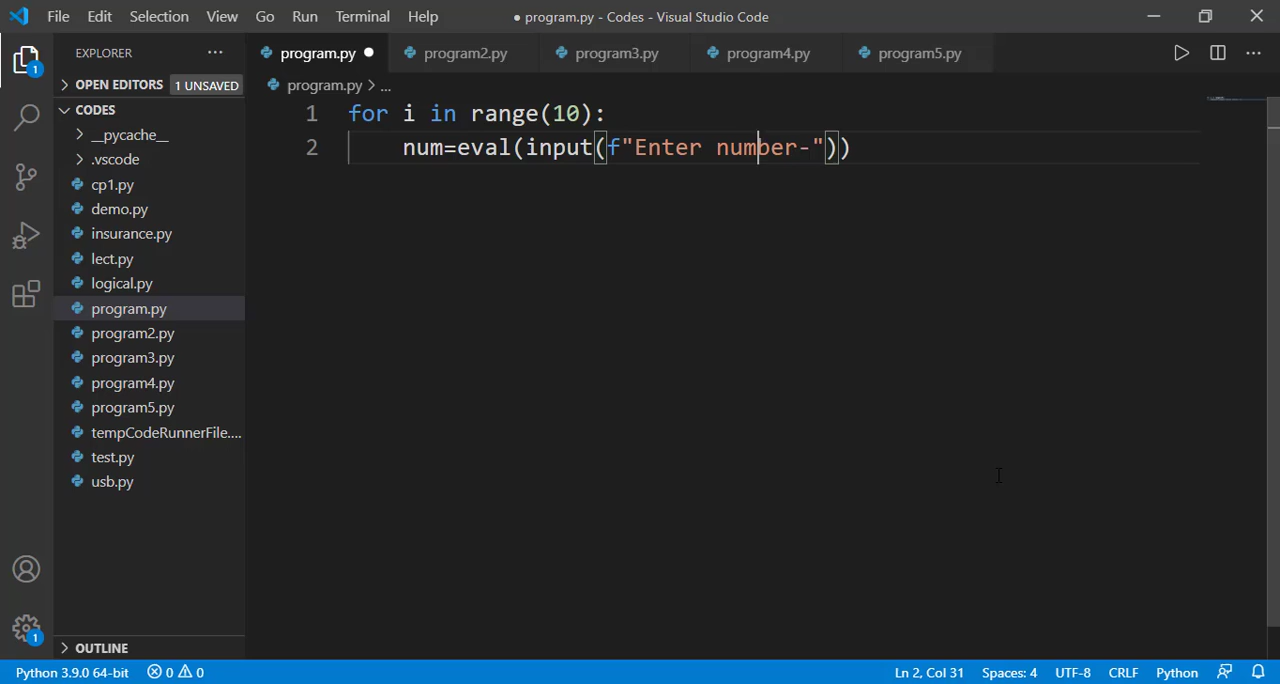 File Edit Selection View Go Run Terminal Help ● program.py - Codes - Visual Studio Code
EXPLORER ... program.py ● program2.py program3.py program4.py program5.py ...
1
OPEN EDITORS 1 UNSAVED program.py > ...
CODES
__pycache__
.vscode
cp1.py
demo.py
insurance.py
lect.py
logical.py
program.py
program2.py
program3.py
program4.py
program5.py
tempCodeRunnerFile....
test.py
usb.py
1 for i in range(10):
2 num=eval(input(f"Enter number-"))
1
OUTLINE
Python 3.9.0 64-bit 0 0 Ln 2, Col 31 Spaces: 4 UTF-8 CRLF Python